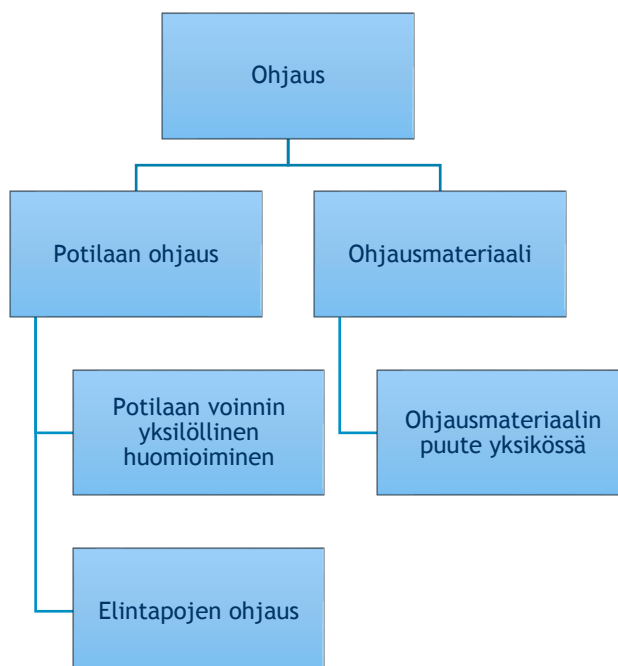 Ohjaus
Potilaan ohjaus
Ohjausmateriaali
Potilaan voinnin
yksilöllinen
huomioiminen
Ohjausmateriaalin
puute yksikössä
Elintapojen ohjaus